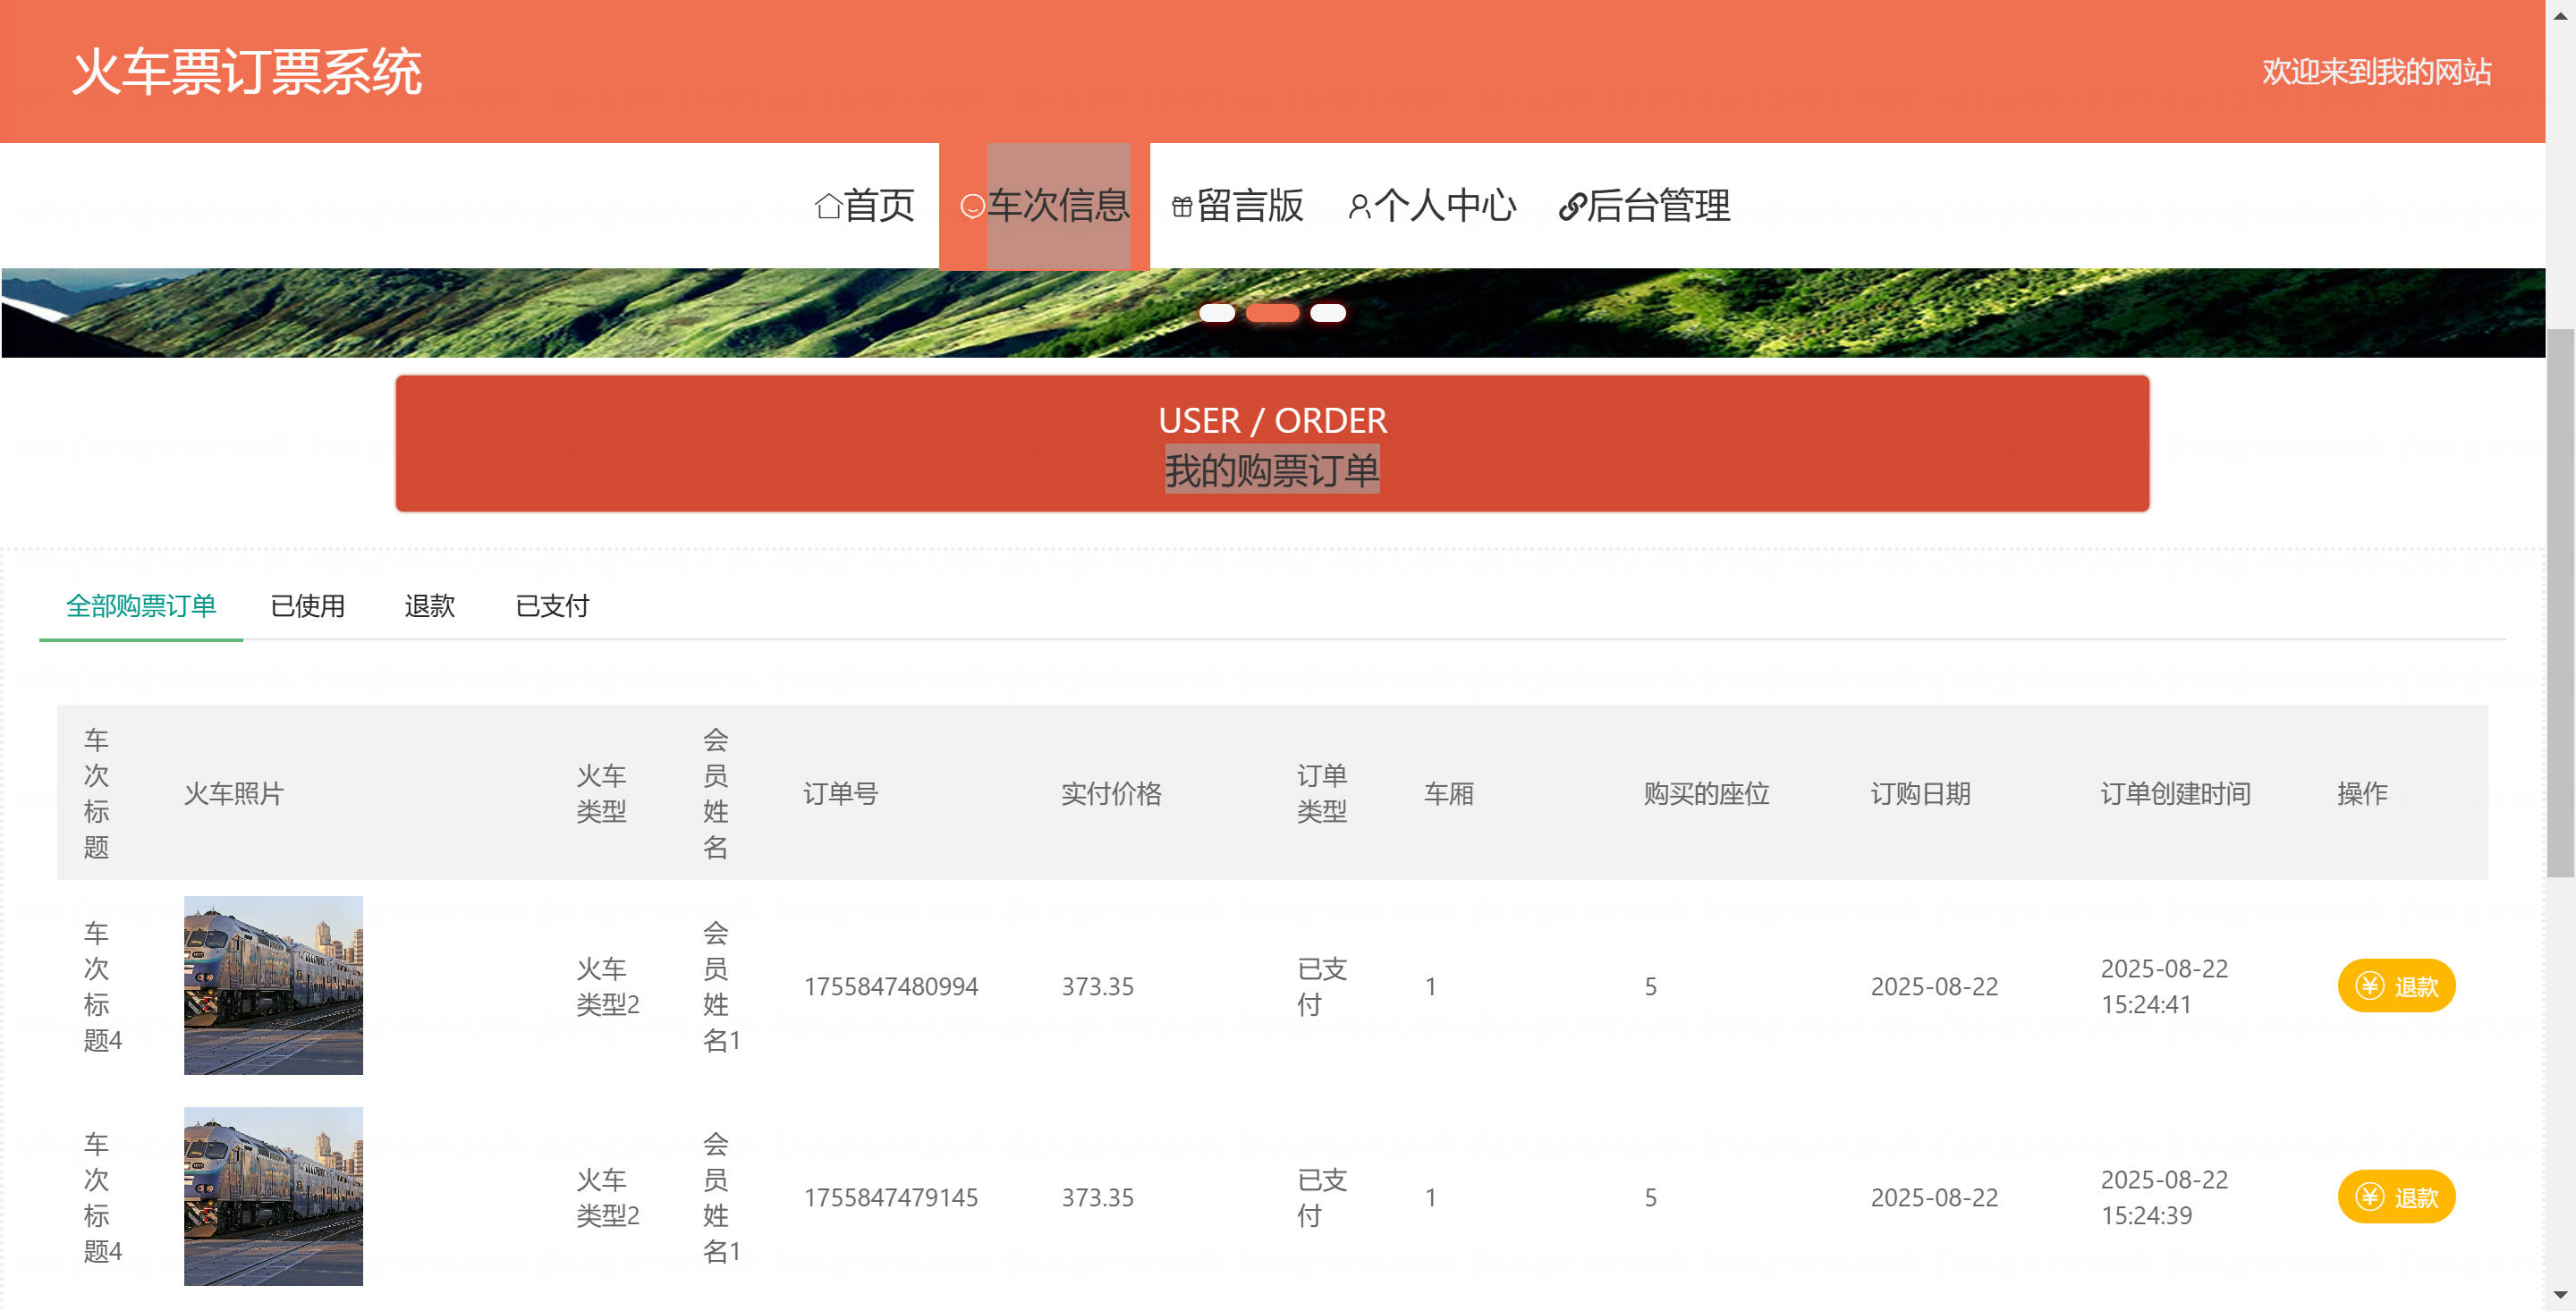 火车票订票系统
欢迎来到我的网站
首页
车次信息
留言版
个人中心
后台管理
USER / ORDER
我的购票订单
全部购票订单
已使用
退款
已支付
车
次
标
题
火车照片
火车
类型
会
员
姓
名
订单号
实付价格
订单
类型
车厢
购买的座位
订购日期
订单创建时间
操作
车
次
标
题4
火车
类型2
会
员
姓
名1
1755847480994
373.35
已支
付
1
5
2025-08-22
2025-08-22
15:24:41
退款
车
次
标
题4
火车
类型2
会
员
姓
名1
1755847479145
373.35
已支
付
1
5
2025-08-22
2025-08-22
15:24:39
退款